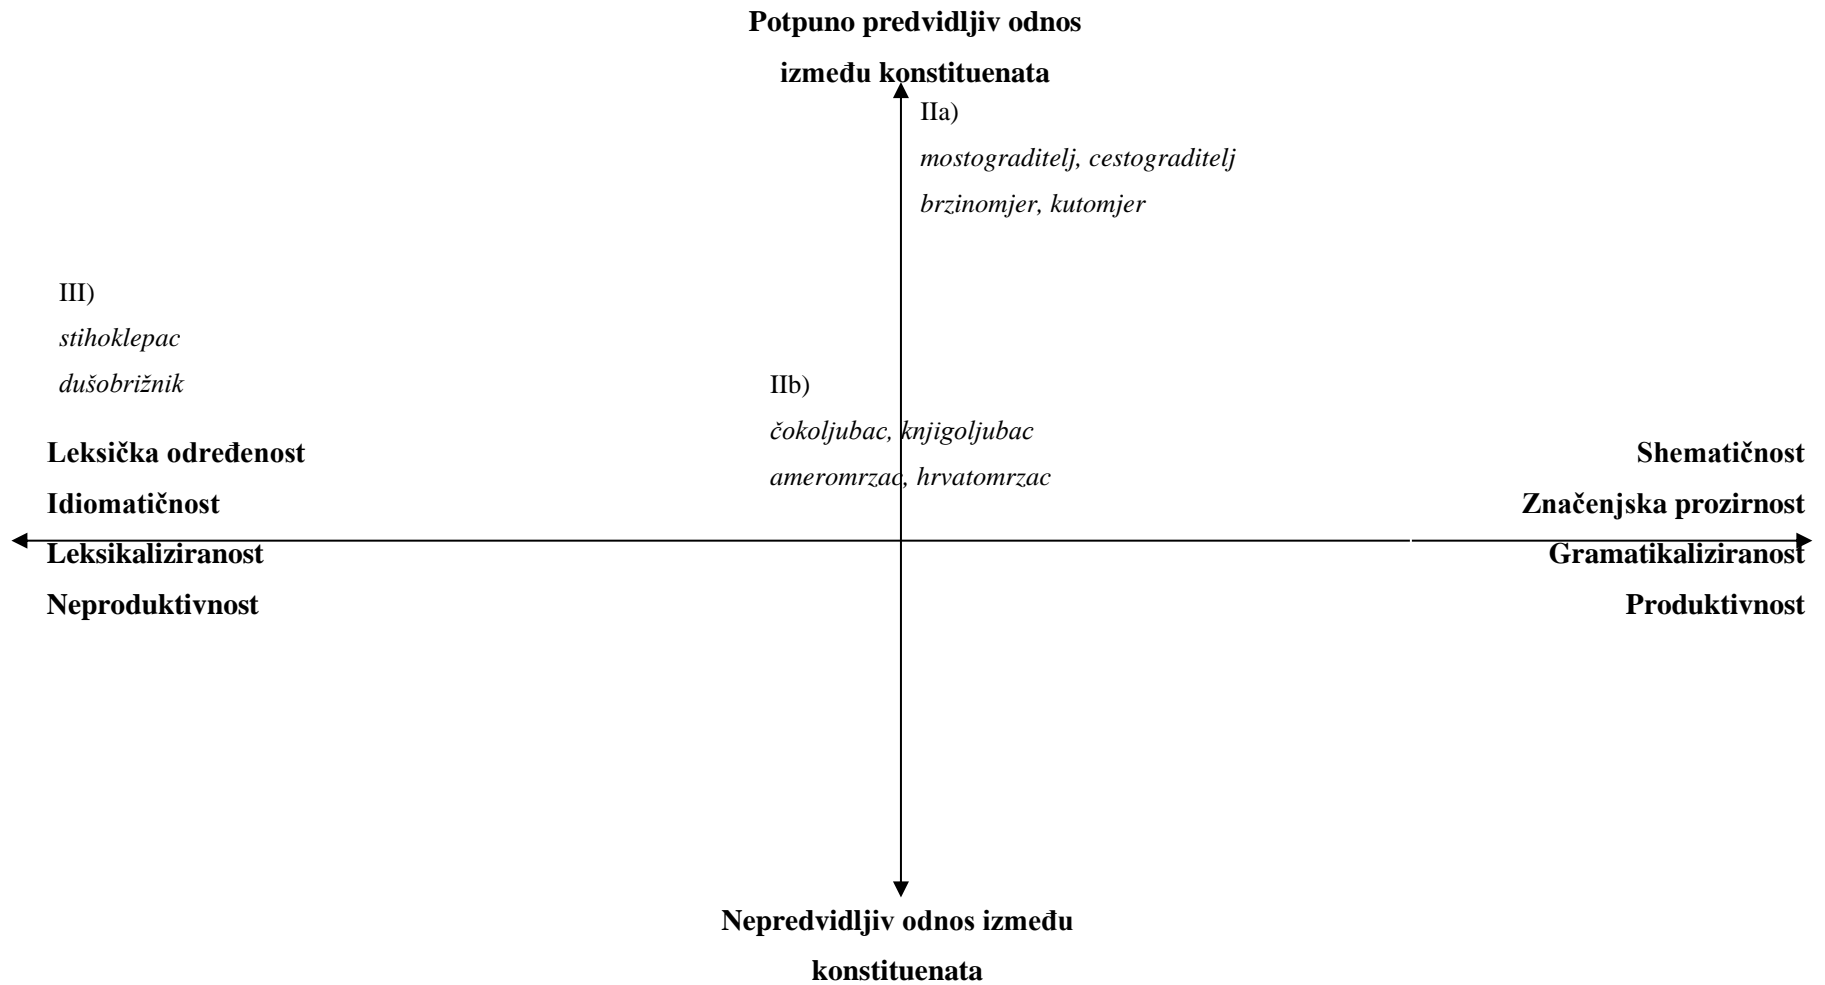 Potpuno predvidljiv odnos
između konstituenata
IIa)
mostograditelj, cestograditelj
brzinomjer, kutomjer
III)
stihoklepac
dušobrižnik
IIb)
čokoljubac, knjigoljubac
ameromrzac, hrvatomrzac
Leksička određenost
Idiomatičnost
Leksikaliziranost
Neproduktivnost
Shematičnost
Značenjska prozirnost
Gramatikaliziranost
Produktivnost
Nepredvidljiv odnos između
konstituenata